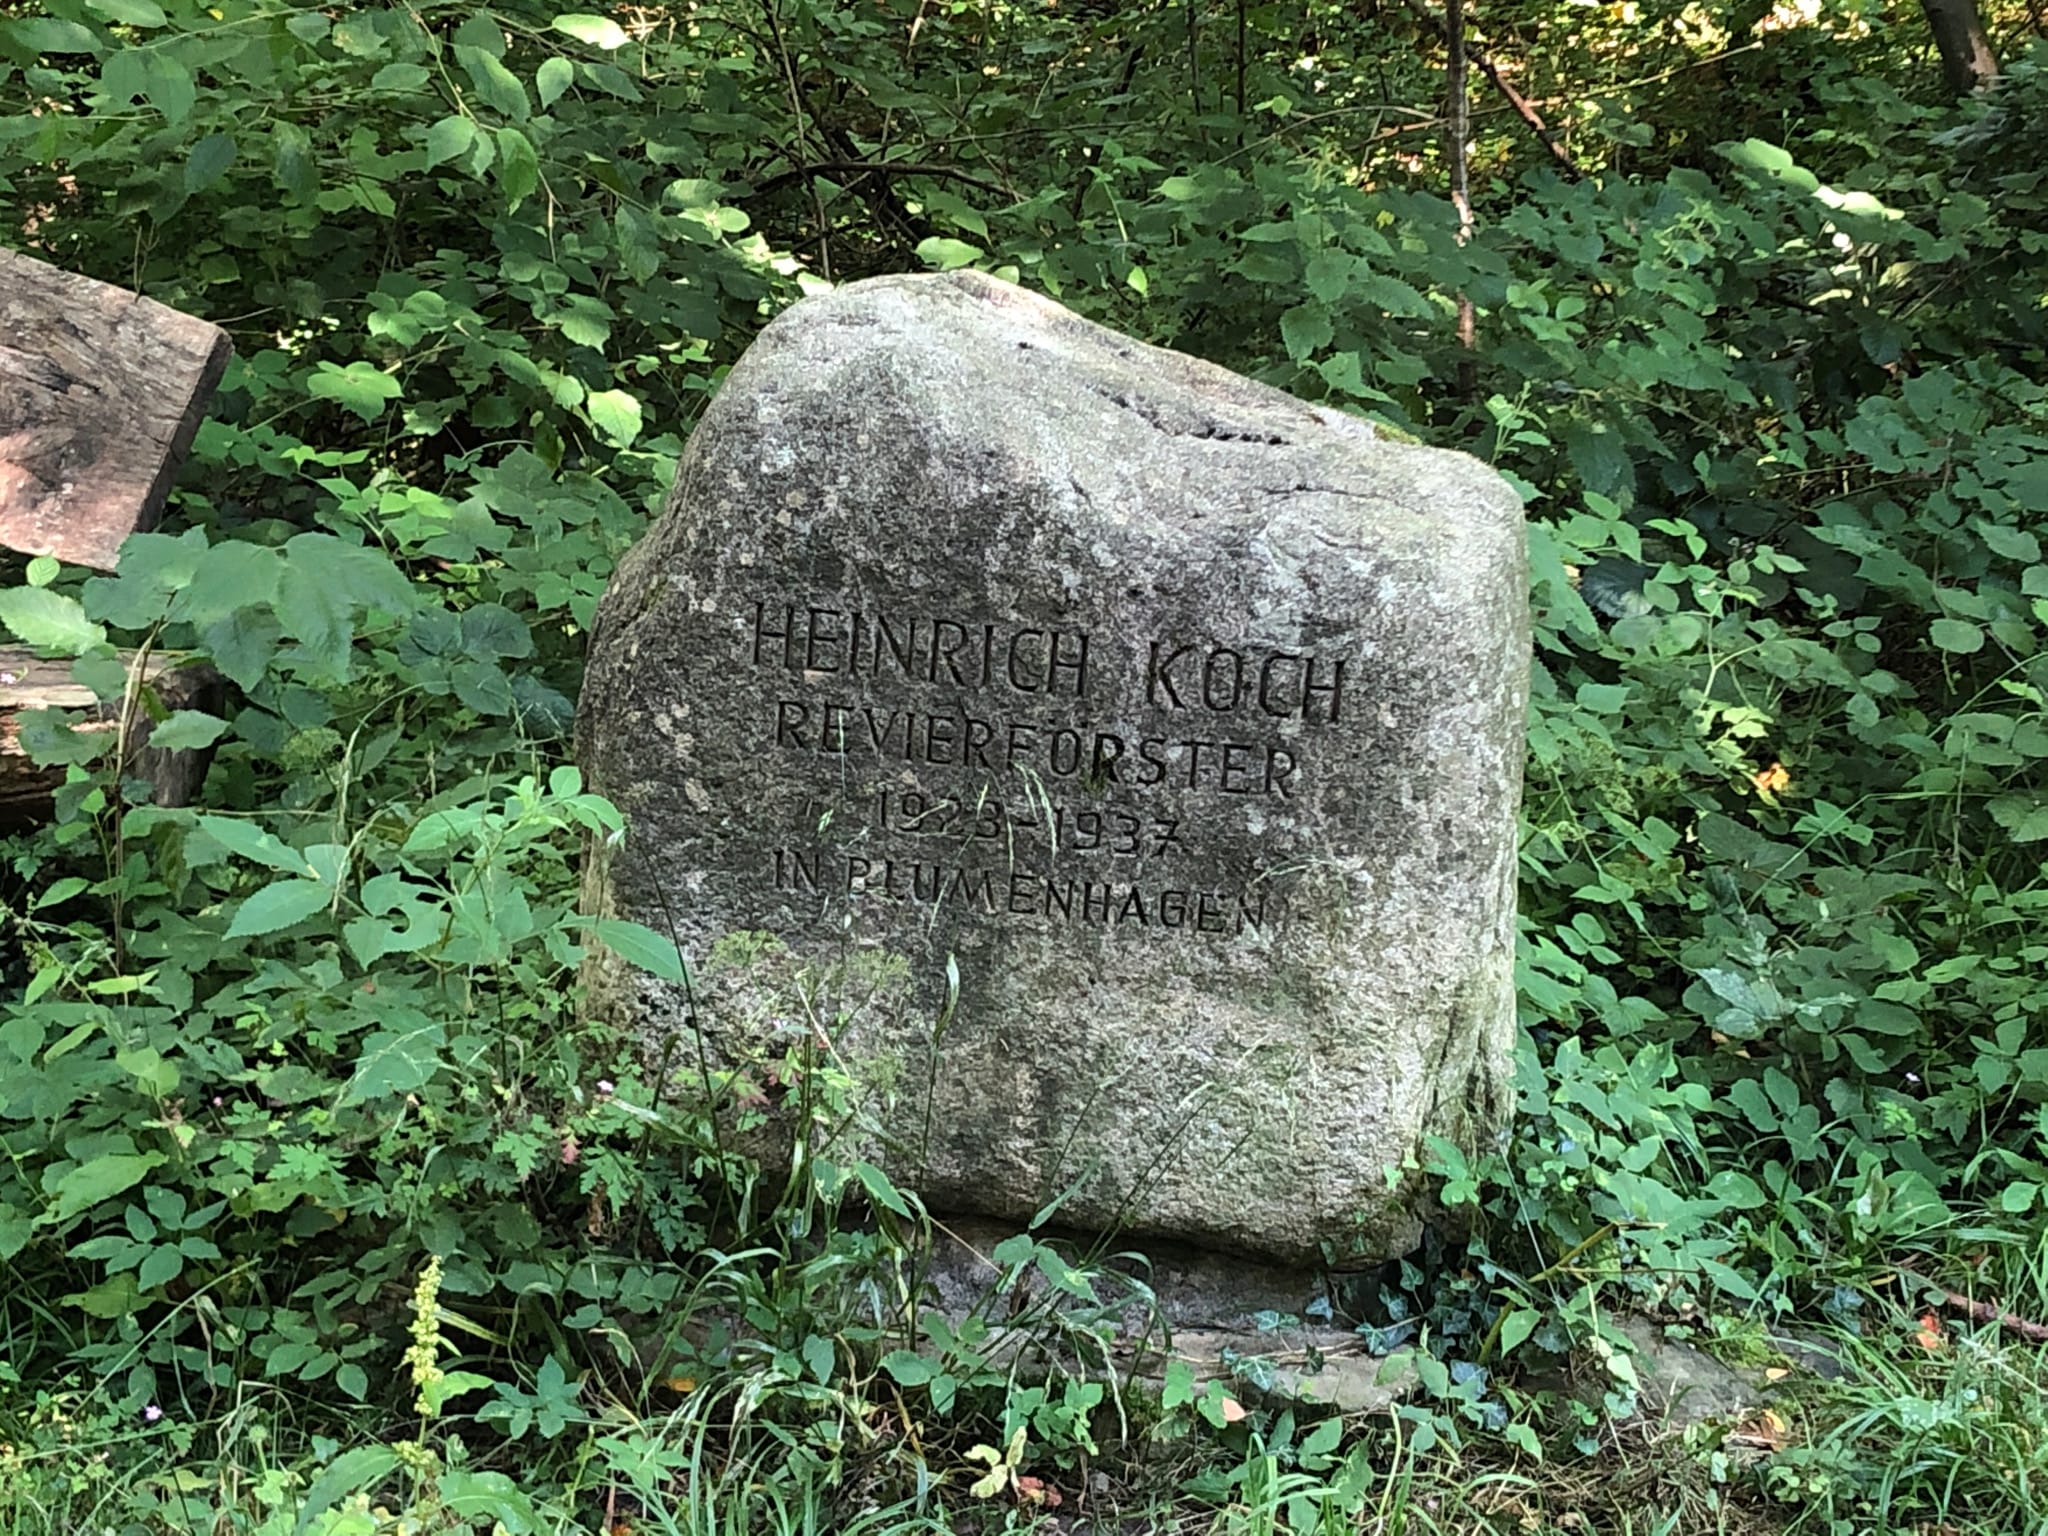 HEINRICH KOCH
REVIERFÖRSTER
1923-1937
IN BLUMENHAGEN